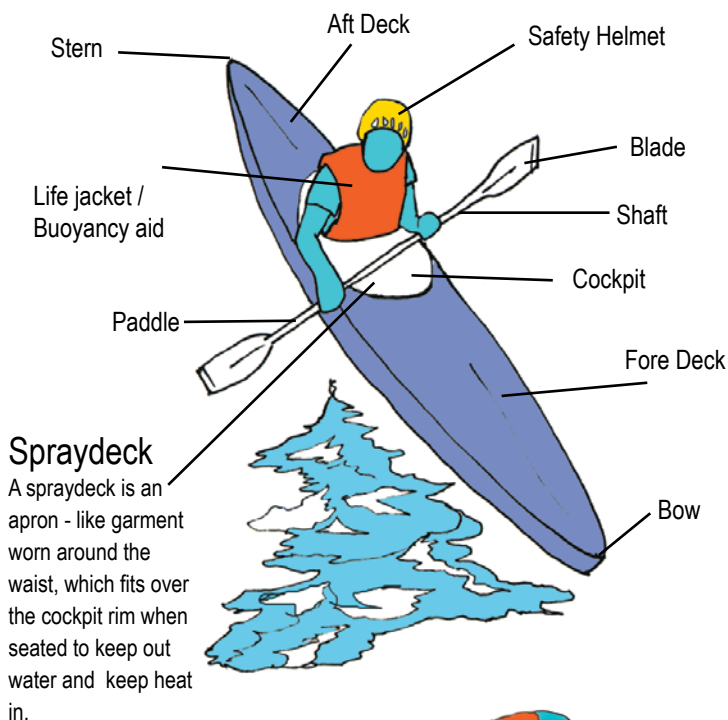 Aft Deck
Stern
Safety Helmet
Blade
Life jacket /
Buoyancy aid
Shaft
Cockpit
Paddle
Fore Deck
Spraydeck
A spraydeck is an
apron - like garment
worn around the
waist, which fits over
the cockpit rim when
seated to keep out
water and  keep heat
in.
Bow